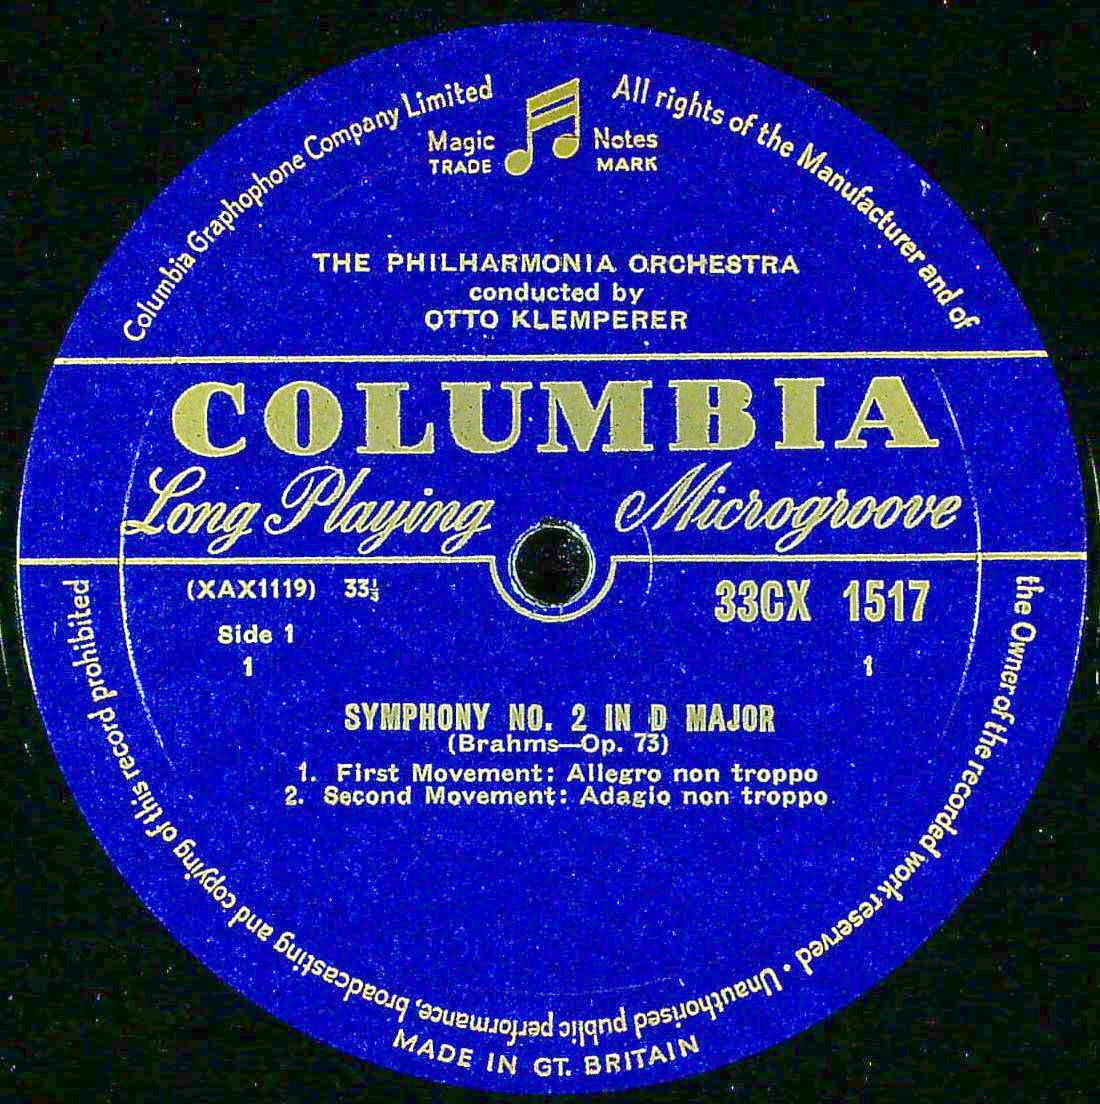 Columbia Graphophone Company Limited
All rights of the Manufacturer and of
the Owner of the recorded work reserved · Unauthorised public performance, broadcasting and copying of this record prohibited
Magic Notes
TRADE MARK
THE PHILHARMONIA ORCHESTRA
conducted by
OTTO KLEMPERER
COLUMBIA
Long Playing Microgroove
(XAX1119) 33⅓ 33CX 1517
Side 1
1 1
SYMPHONY NO. 2 IN D MAJOR
(Brahms—Op. 73)
1. First Movement: Allegro non troppo
2. Second Movement: Adagio non troppo
MADE IN GT. BRITAIN